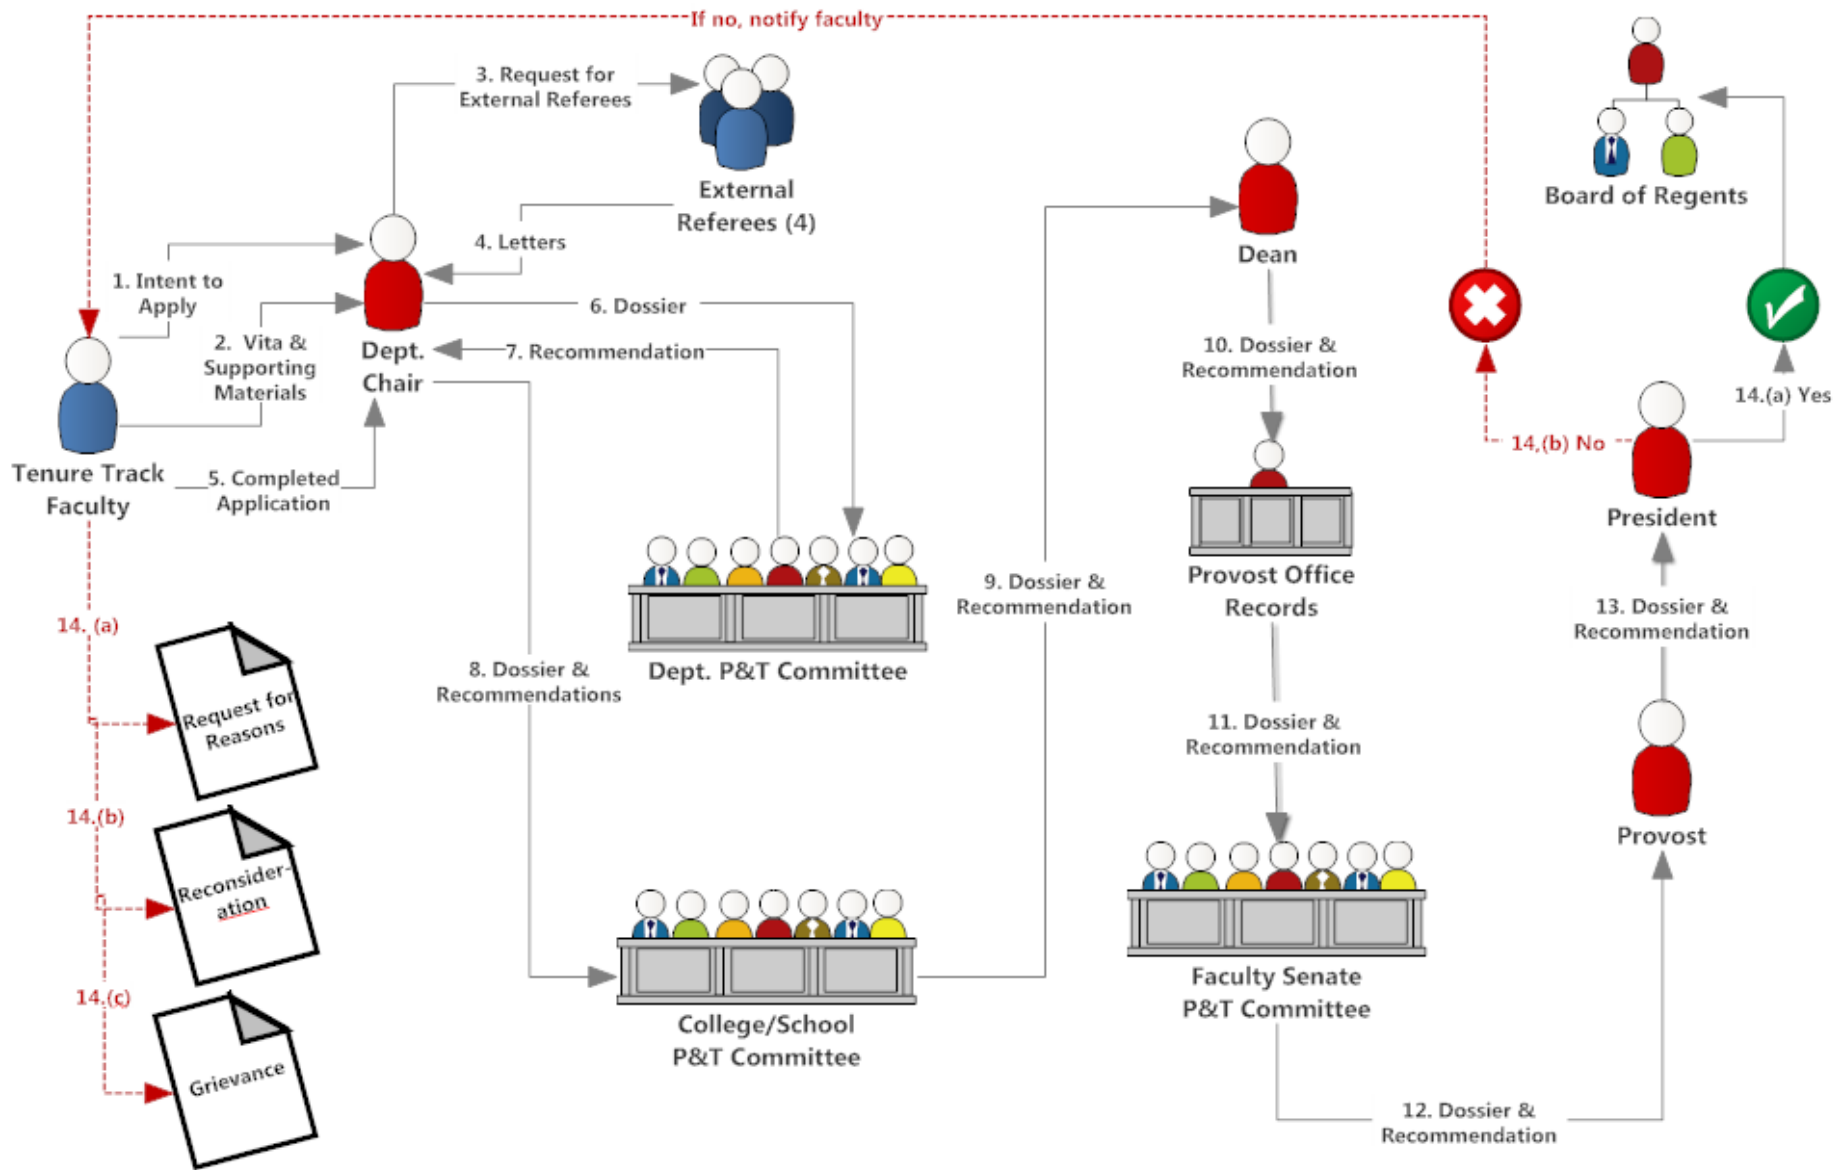 If no, notify faculty
3. Request for
External Referees
External
Referees (4)
4. Letters
1. Intent to
Apply
2. Vita &
Supporting
Materials
Dept.
Chair
Tenure Track
Faculty
5. Completed
Application
6. Dossier
7. Recommendation
Dept. P&T Committee
8. Dossier &
Recommendations
College/School
P&T Committee
9. Dossier &
Recommendation
Dean
10. Dossier &
Recommendation
Provost Office
Records
11. Dossier &
Recommendation
Faculty Senate
P&T Committee
12. Dossier &
Recommendation
Provost
13. Dossier &
Recommendation
President
14.(a) Yes
14,(b) No
Board of Regents
14. (a)
Request for
Reasons
14.(b)
Reconsider-
ation
14.(c)
Grievance